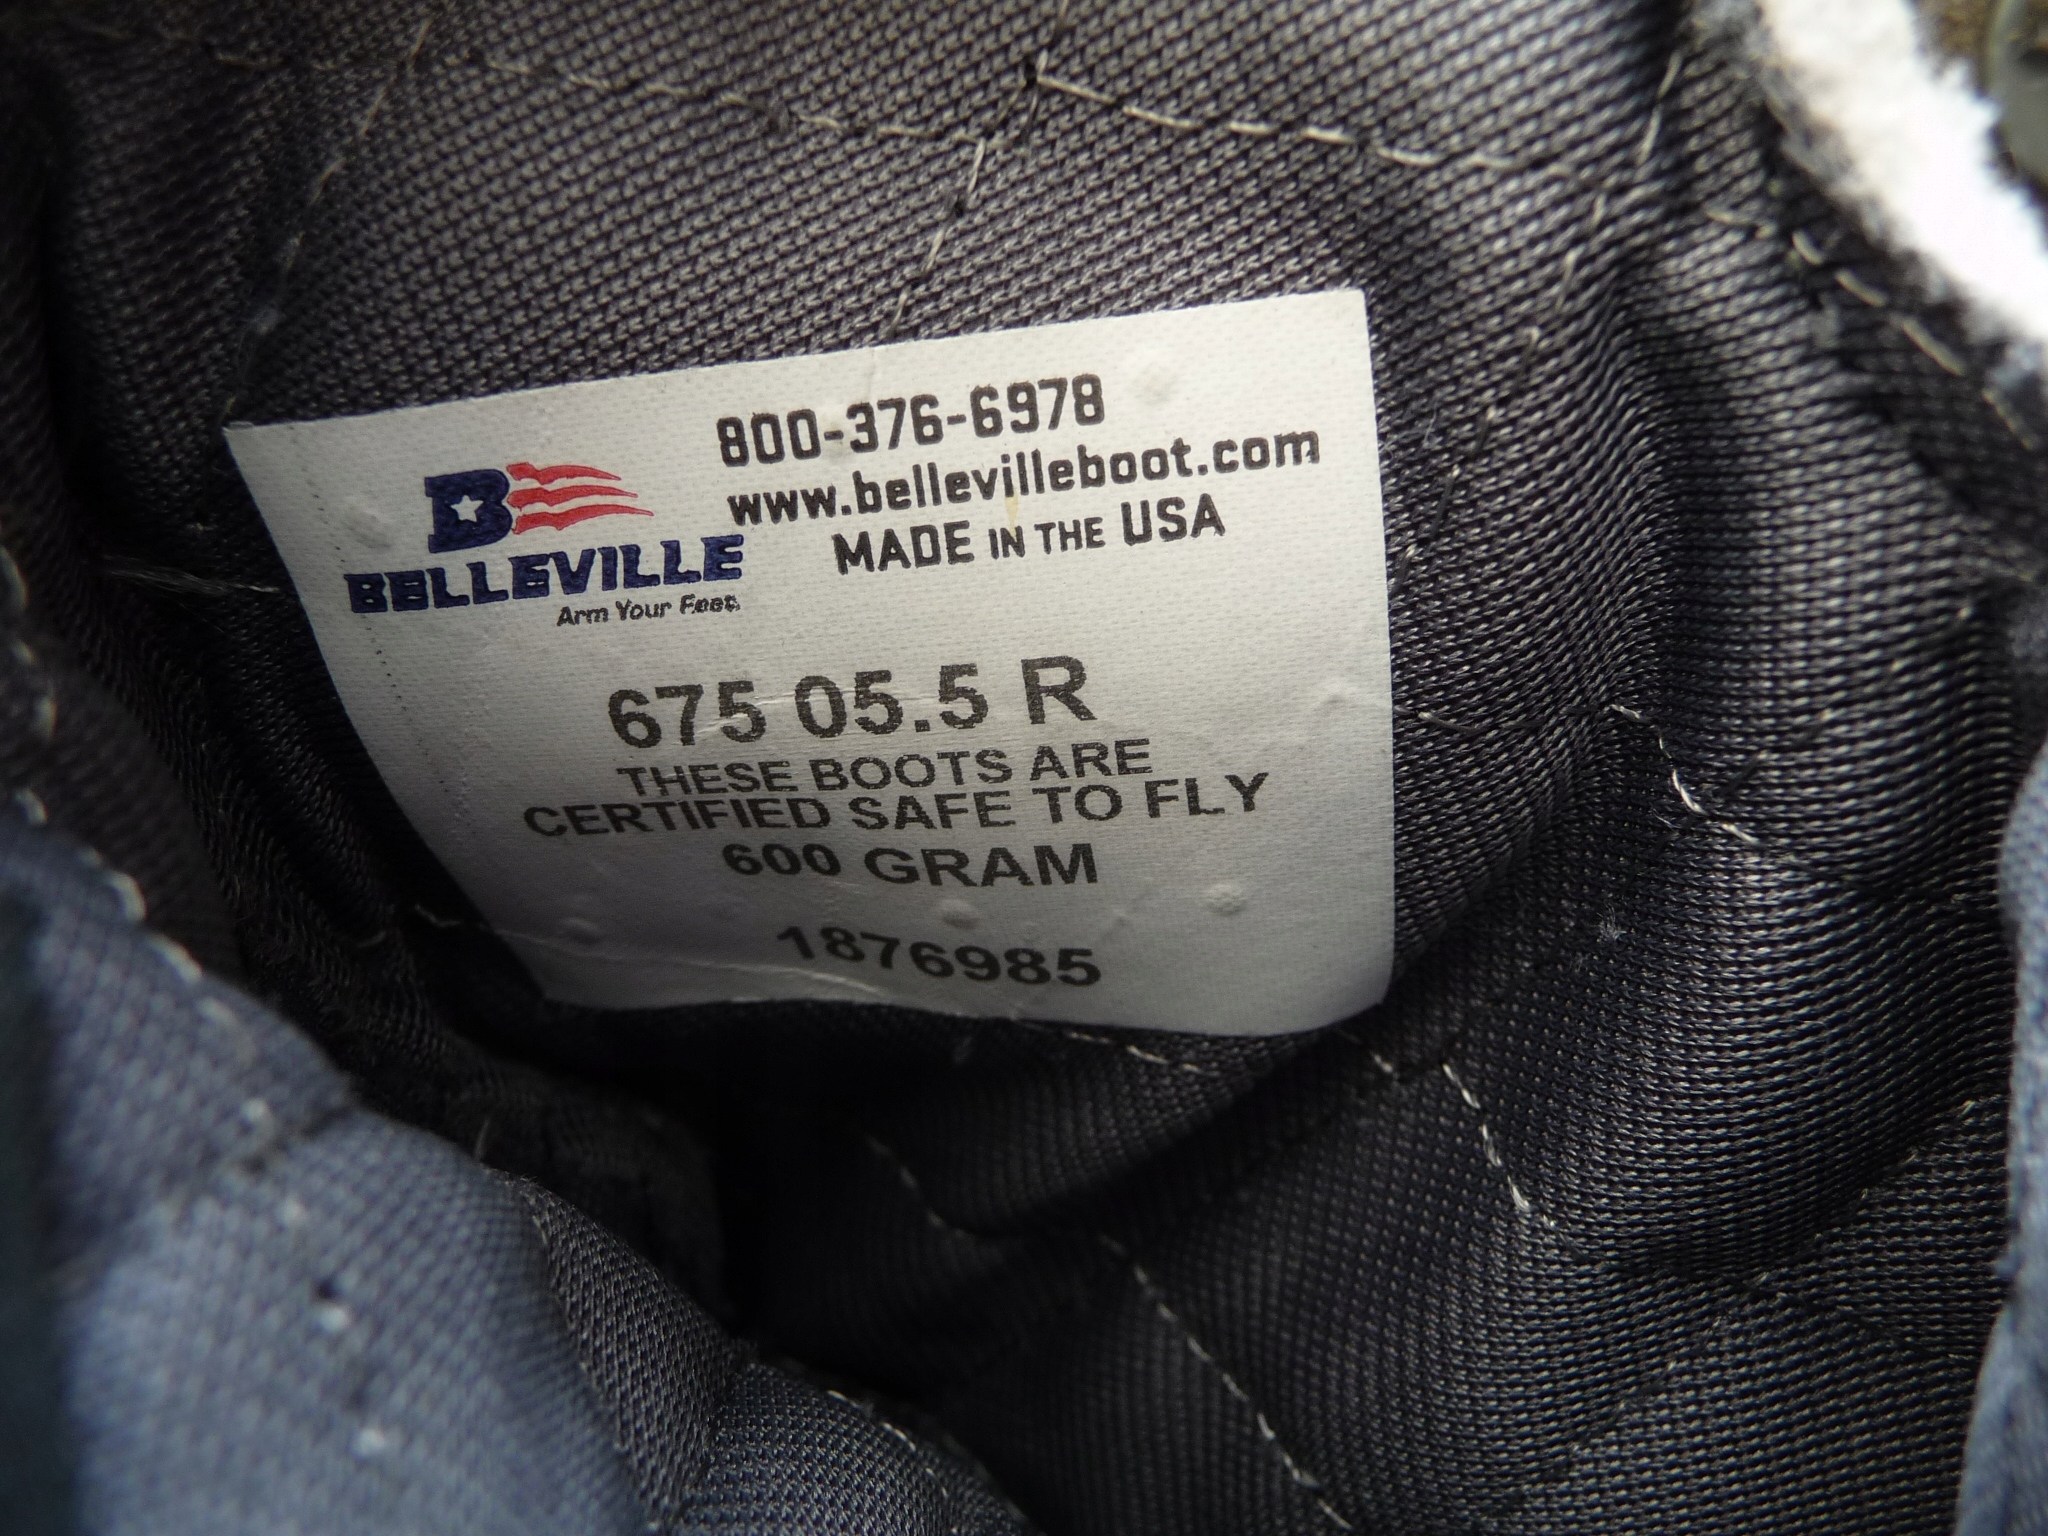 800-376-6978
www.bellevilleboot.com
MADE IN THE USA
B
BELLEVILLE
Arm Your Feet.
675 05.5 R
THESE BOOTS ARE
CERTIFIED SAFE TO FLY
600 GRAM
1876985